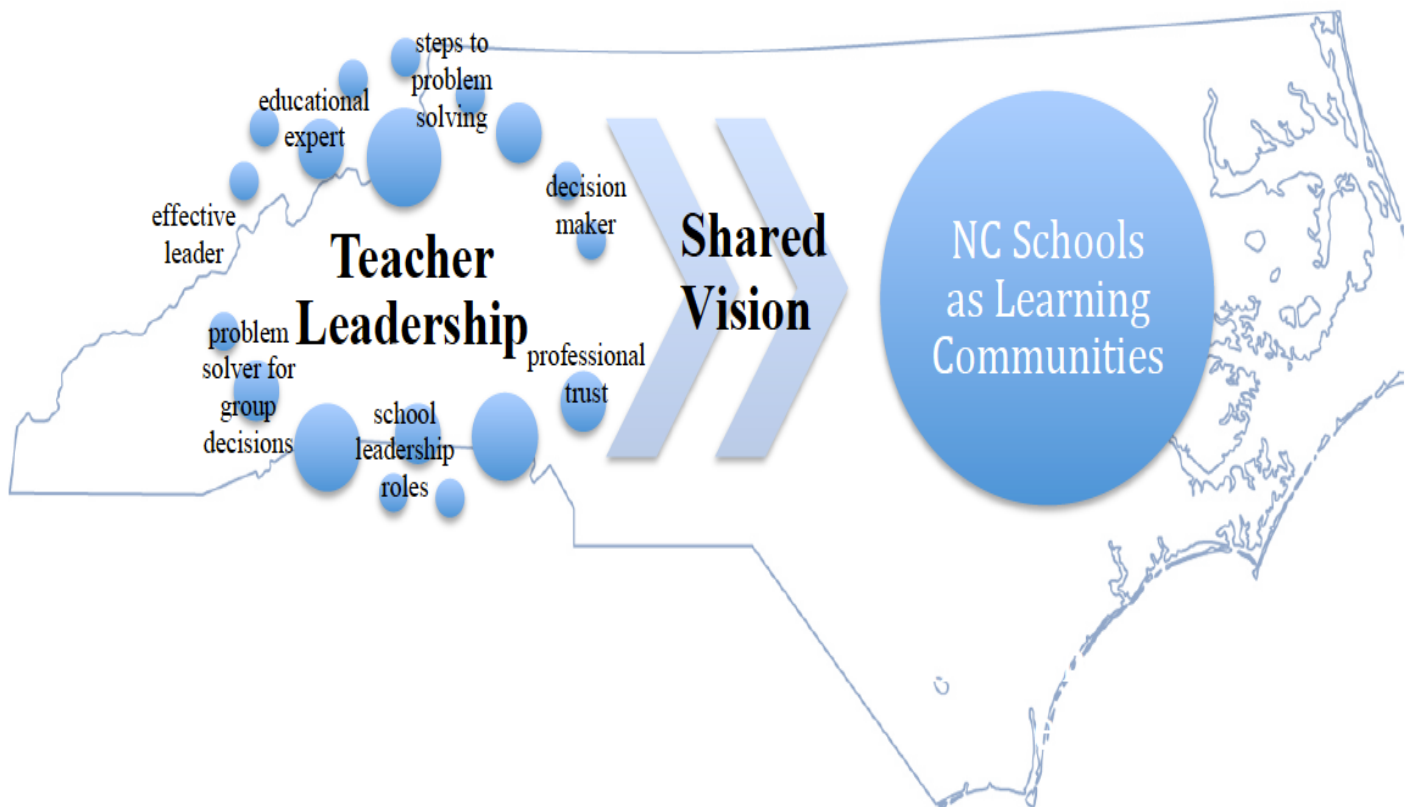 steps to
problem
solving
educational
expert
effective
leader
decision
maker
Teacher
Leadership
Shared
Vision
NC Schools
as Learning
Communities
problem
solver for
group
decisions
school
leadership
roles
professional
trust